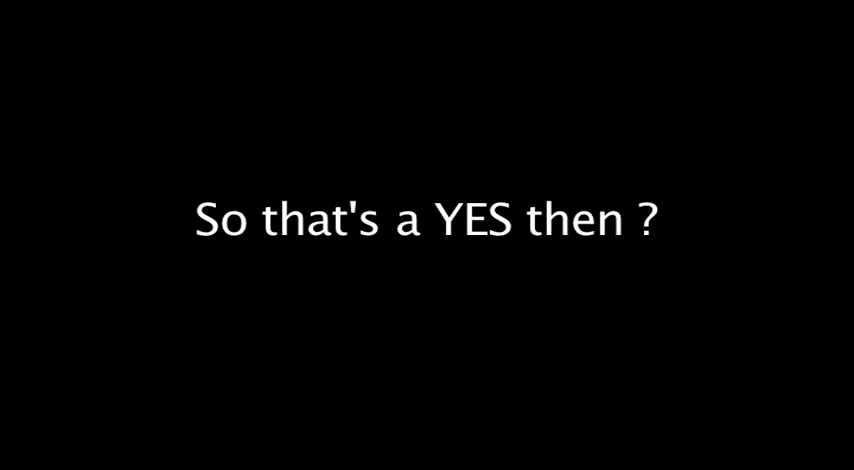 So that's a YES then ?